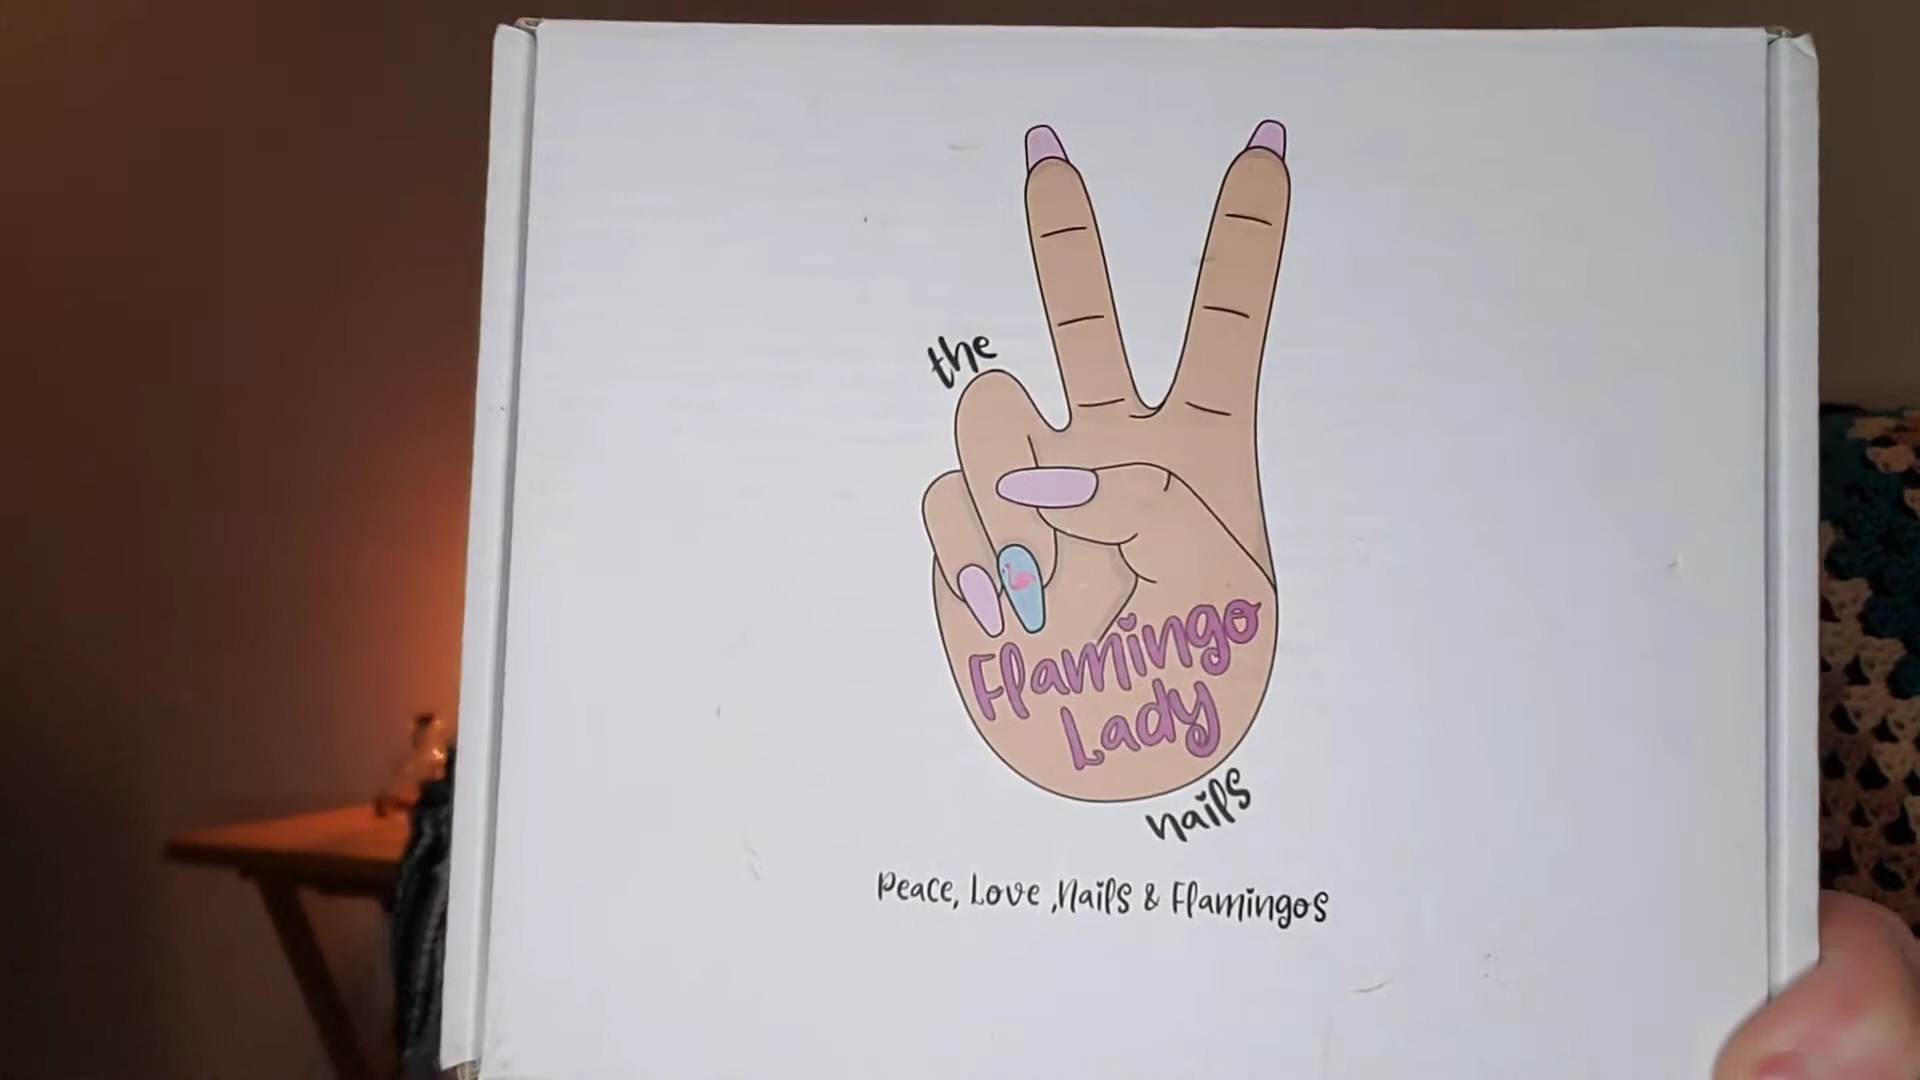 the
Flamingo
Lady
nails
Peace, Love ,Nails & Flamingos